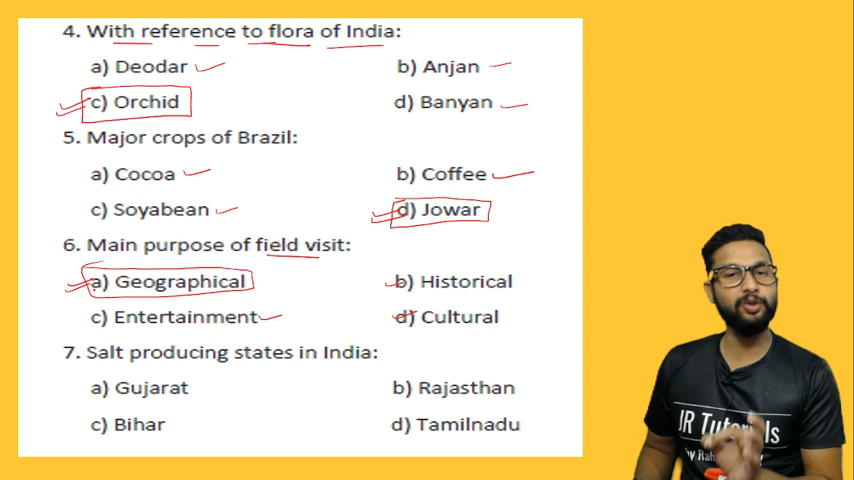 4. With reference to flora of India:
a) Deodar b) Anjan
c) Orchid d) Banyan
5. Major crops of Brazil:
a) Cocoa b) Coffee
c) Soyabean d) Jowar
6. Main purpose of field visit:
a) Geographical b) Historical
c) Entertainment d) Cultural
7. Salt producing states in India:
a) Gujarat b) Rajasthan
c) Bihar d) Tamilnadu
JR Tutorials
by Rah